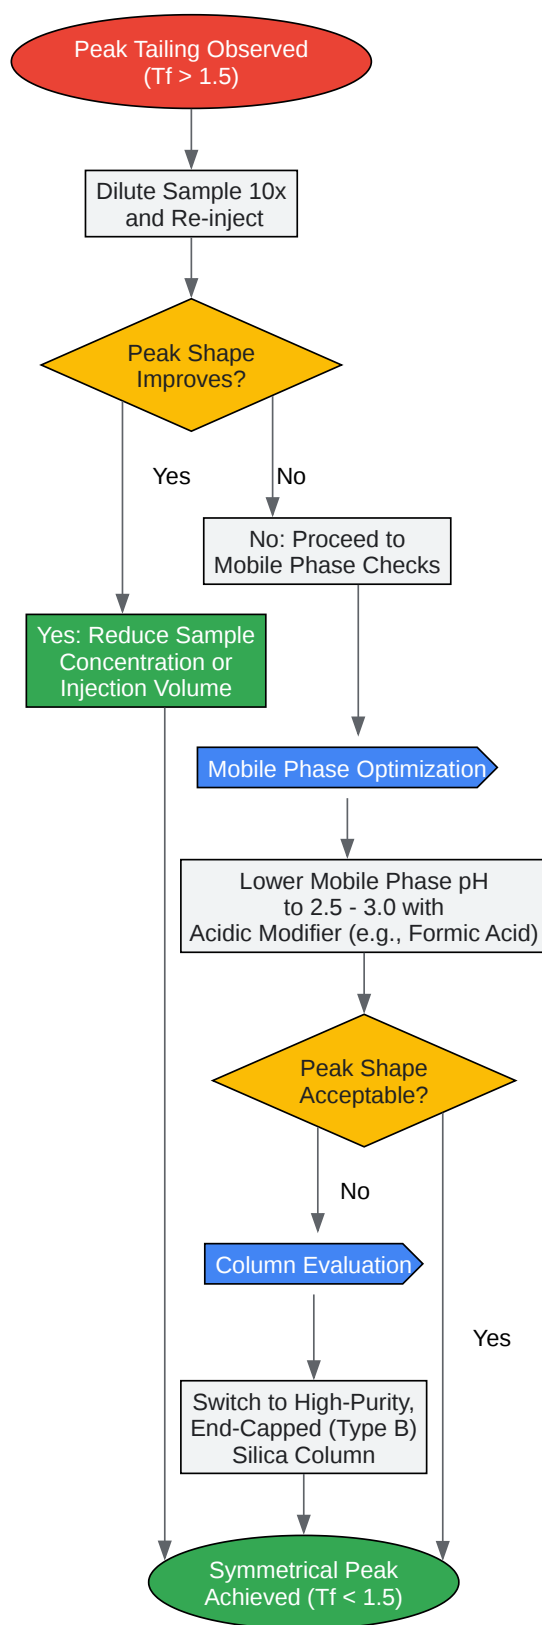 Peak Tailing Observed
(Tf > 1.5)
Dilute Sample 10x
and Re-inject
Peak Shape
Improves?
Yes
No
No: Proceed to
Mobile Phase Checks
Yes: Reduce Sample
Concentration or
Injection Volume
Mobile Phase Optimization
Lower Mobile Phase pH
to 2.5 - 3.0 with
Acidic Modifier (e.g., Formic Acid)
Peak Shape
Acceptable?
No
Column Evaluation
Yes
Switch to High-Purity,
End-Capped (Type B)
Silica Column
Symmetrical Peak
Achieved (Tf < 1.5)